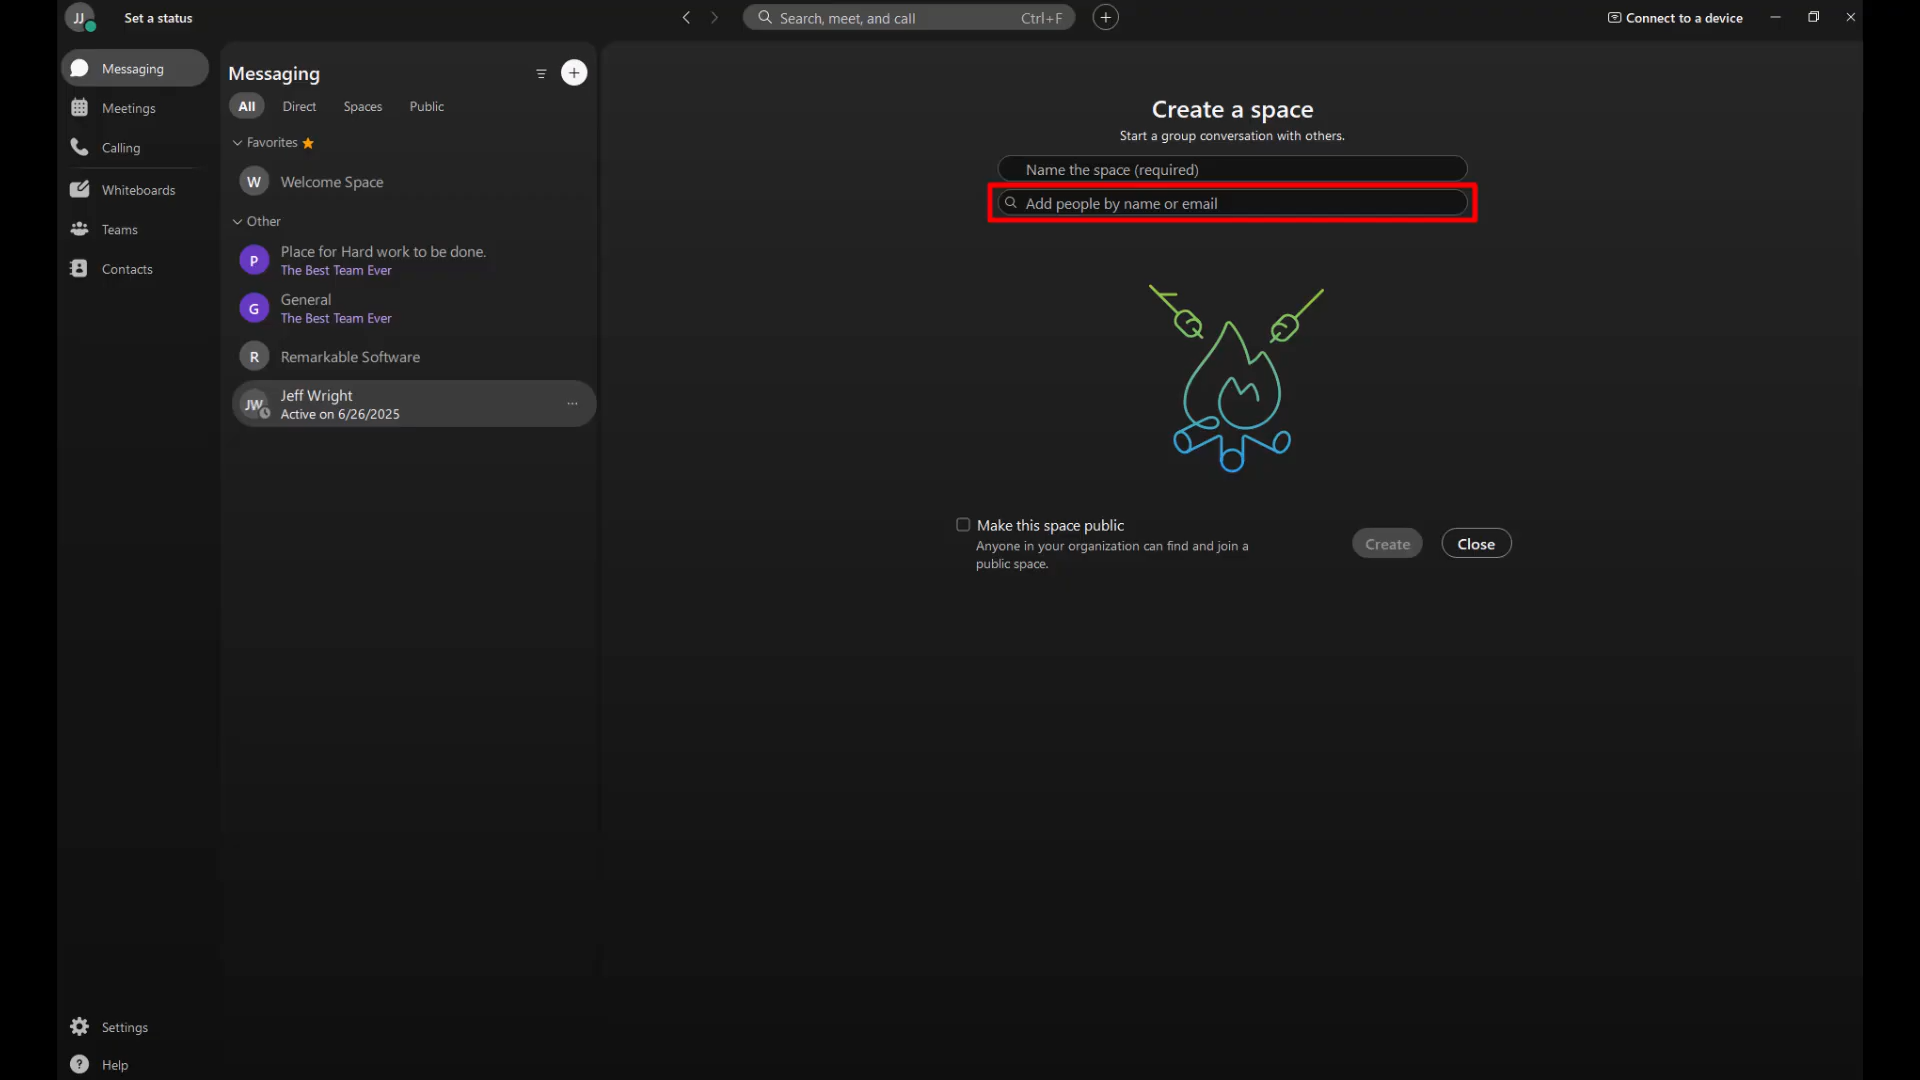 JJ
Set a status
Search, meet, and call
Ctrl+F
Connect to a device
Messaging
Meetings
Calling
Whiteboards
Teams
Contacts
Settings
Help
Messaging
All
Direct
Spaces
Public
Favorites
W
Welcome Space
Other
P
Place for Hard work to be done.
The Best Team Ever
G
General
The Best Team Ever
R
Remarkable Software
JW
Jeff Wright
Active on 6/26/2025
Create a space
Start a group conversation with others.
Name the space (required)
Add people by name or email
Make this space public
Anyone in your organization can find and join a
public space.
Create
Close